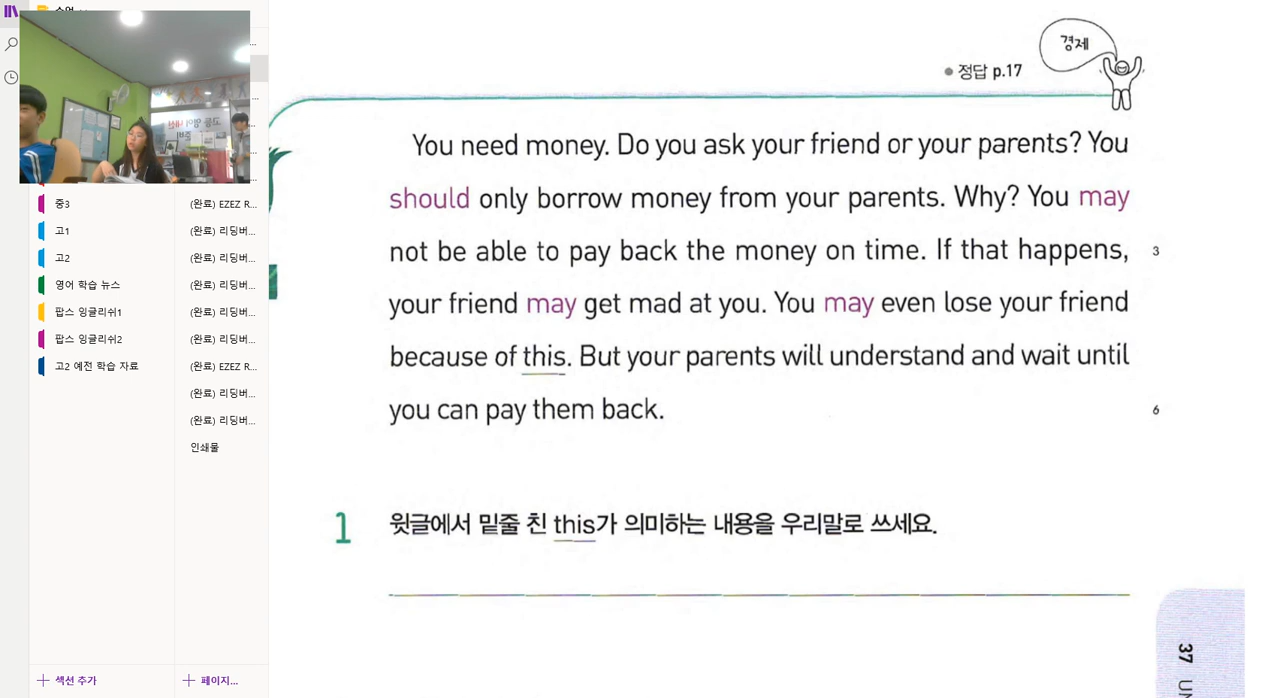 경제
정답 p.17
You need money. Do you ask your friend or your parents? You
should only borrow money from your parents. Why? You may
not be able to pay back the money on time. If that happens,
3
your friend may get mad at you. You may even lose your friend
because of this. But your parents will understand and wait until
you can pay them back.
6
1
윗글에서 밑줄 친 this가 의미하는 내용을 우리말로 쓰세요.
37
중3
고1
고2
영어 학습 뉴스
팝스 잉글리쉬1
팝스 잉글리쉬2
고2 예전 학습 자료
(완료) EZEZ R...
(완료) 리딩버...
(완료) 리딩버...
(완료) 리딩버...
(완료) 리딩버...
(완료) 리딩버...
(완료) EZEZ R...
(완료) 리딩버...
(완료) 리딩버...
인쇄물
섹션 추가
페이지...